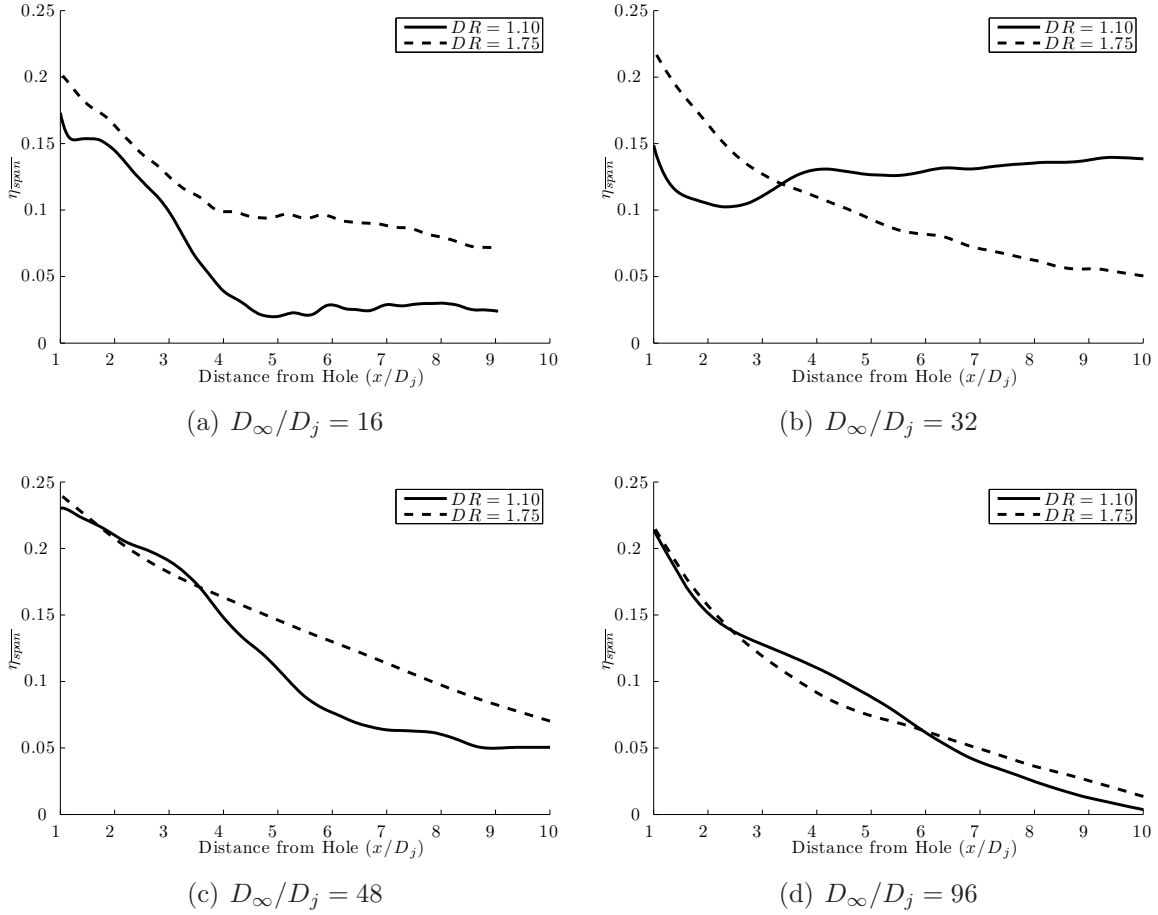 0.25
DR = 1.10
DR = 1.75
0.2
0.15
η_span
0.1
0.05
0
1 2 3 4 5 6 7 8 9 10
Distance from Hole (x/D_j)
(a) D_∞/D_j = 16
0.25
DR = 1.10
DR = 1.75
0.2
0.15
η_span
0.1
0.05
0
1 2 3 4 5 6 7 8 9 10
Distance from Hole (x/D_j)
(b) D_∞/D_j = 32
0.25
DR = 1.10
DR = 1.75
0.2
0.15
η_span
0.1
0.05
0
1 2 3 4 5 6 7 8 9 10
Distance from Hole (x/D_j)
(c) D_∞/D_j = 48
0.25
DR = 1.10
DR = 1.75
0.2
0.15
η_span
0.1
0.05
0
1 2 3 4 5 6 7 8 9 10
Distance from Hole (x/D_j)
(d) D_∞/D_j = 96